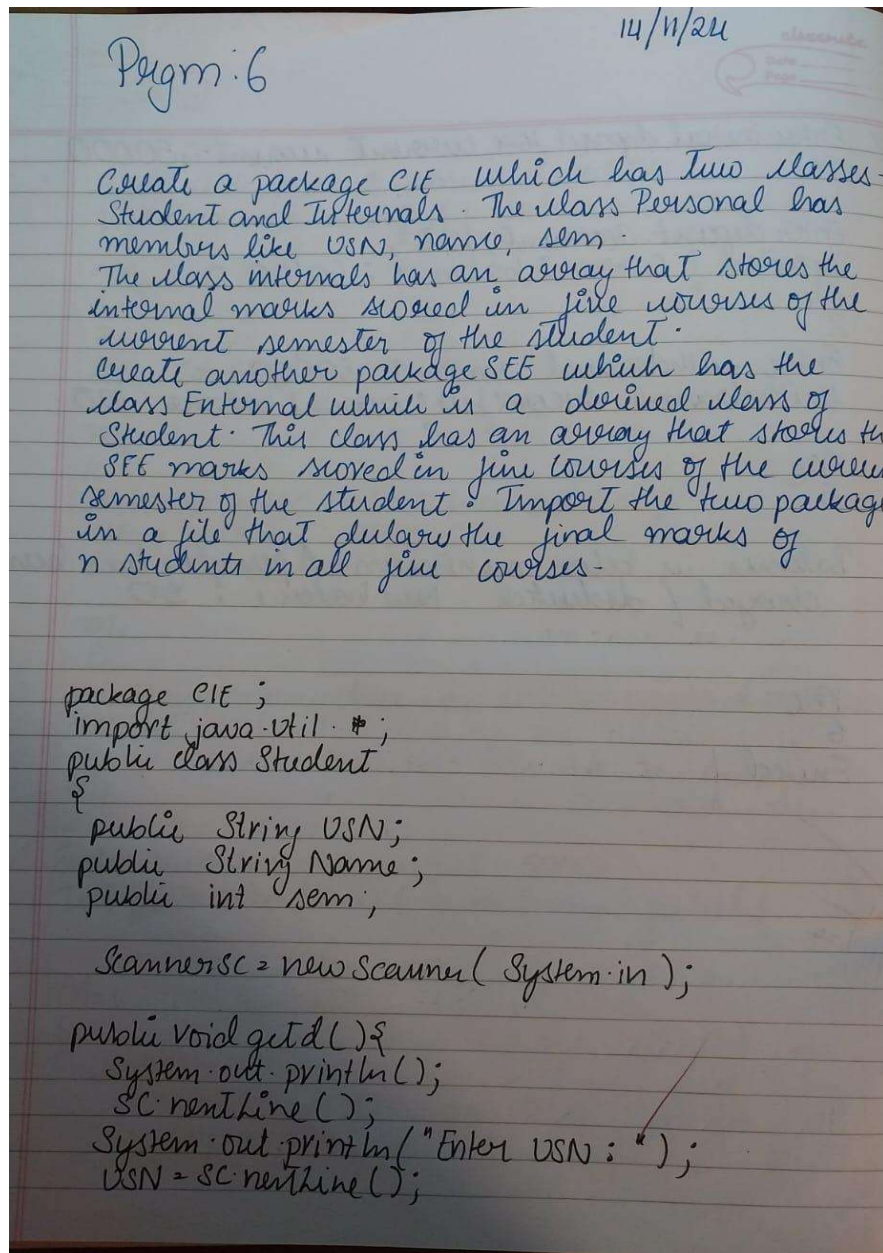 14/11/24
classmate
Date
Page
Prgm:6
Create a package CIE which has two classes-
Student and Internals. The class Personal has
members like USN, name, sem.
The class internals has an array that stores the
internal marks scored in five courses of the
current semester of the student.
Create another package SEE which has the
class External which is a derived class of
Student. This class has an array that stores th
SEE marks scored in five courses of the curren
semester of the student. Import the two package
in a file that declares the final marks of
n students in all five courses-
package CIE ;
import java.util.*;
public class Student
{
public String USN;
public String Name;
public int sem;
Scanner sc = new Scanner( System.in );
public void getd(){
System.out.println();
SC.nextLine();
System.out.println("Enter USN : ");
USN = SC.nextLine();